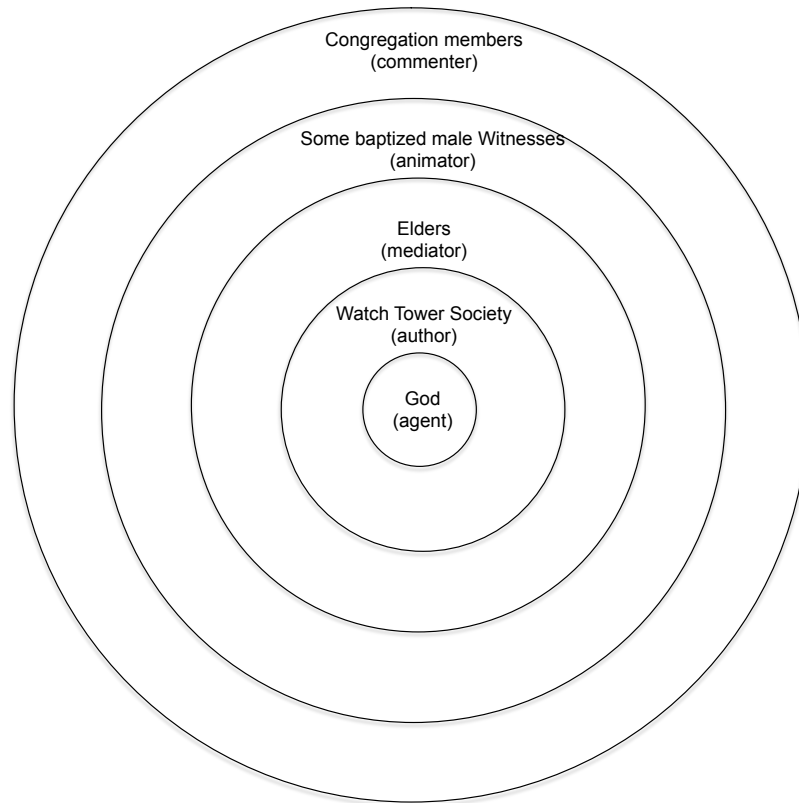 Congregation members
(commenter)
Some baptized male Witnesses
(animator)
Elders
(mediator)
Watch Tower Society
(author)
God
(agent)